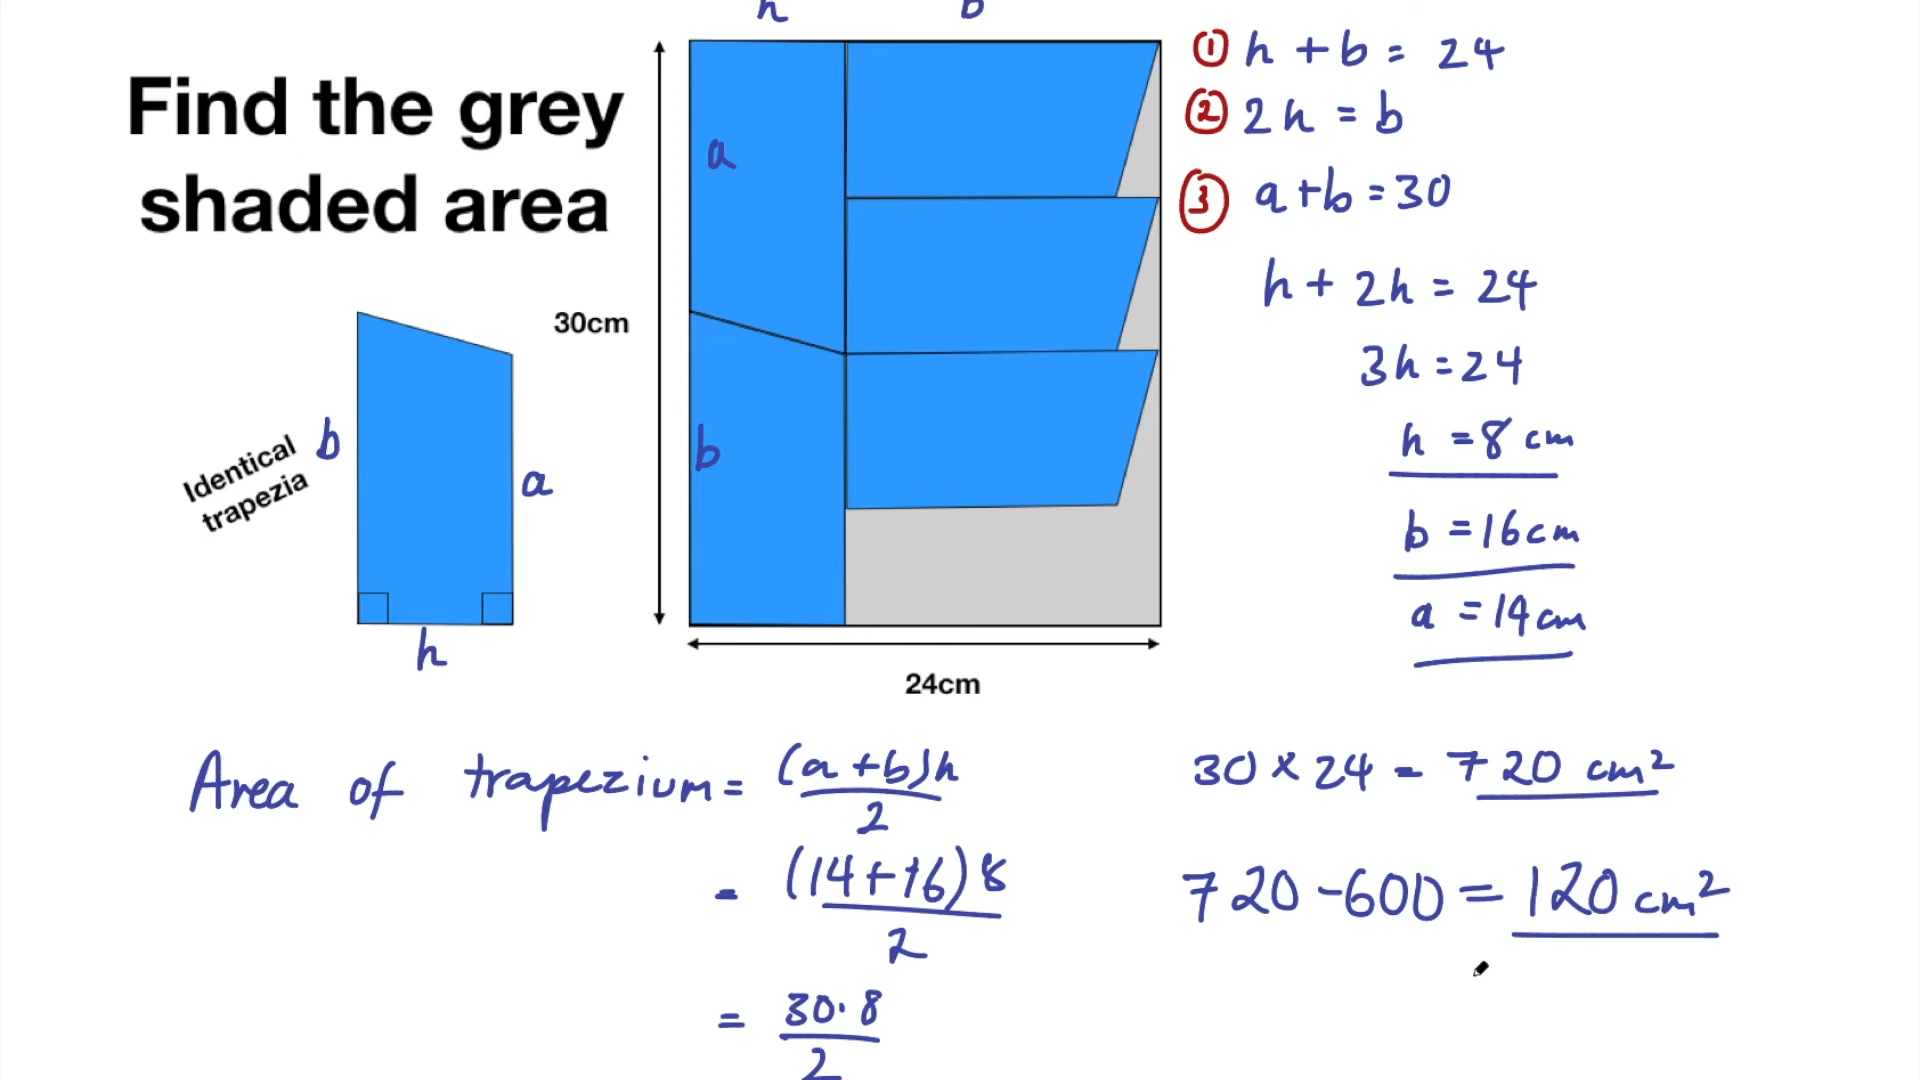 h b
Find the grey
shaded area
a
30cm
Identical
trapezia
b
a
h
b
24cm
① h + b = 24
② 2h = b
③ a + b = 30
h + 2h = 24
3h = 24
h = 8 cm
b = 16cm
a = 14cm
Area of trapezium = (a + b)h
2
= (14 + 16) 8
2
= 30 · 8
2
30 × 24 = 720 cm²
720 - 600 = 120 cm²